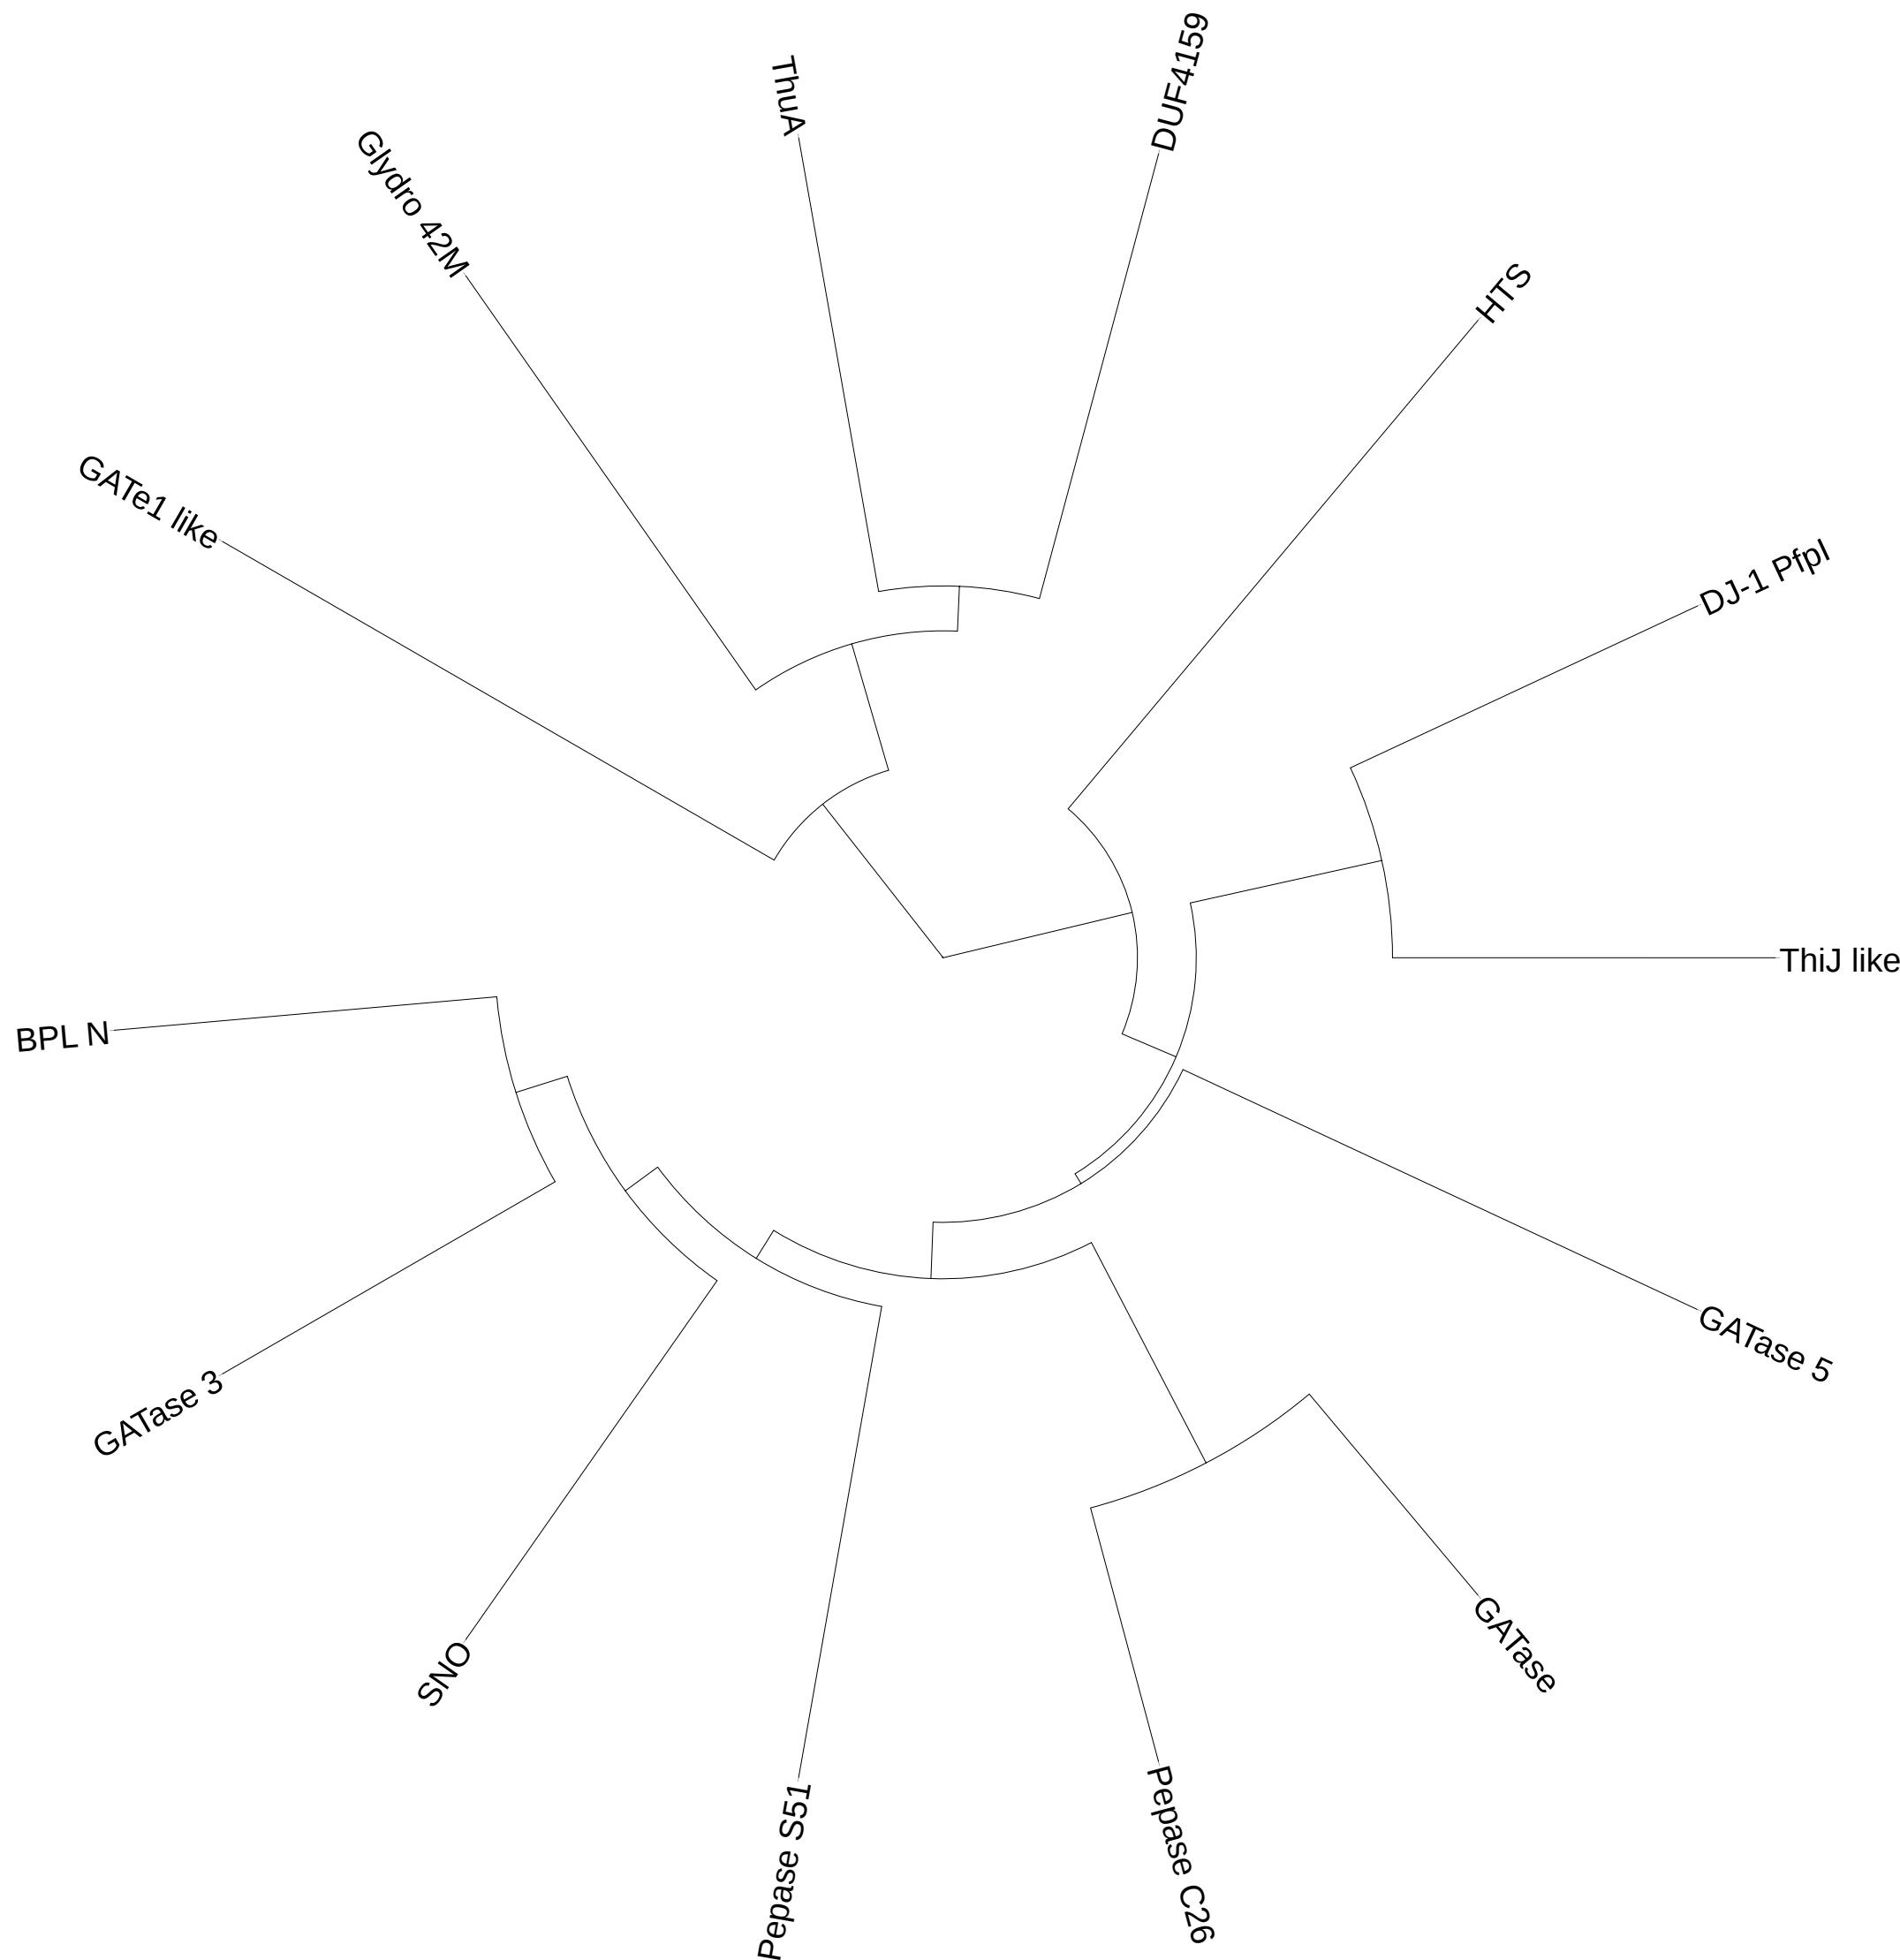 DUF4159
ThuA
Glydro 42M
HTS
GATe1 like
DJ-1 PfpI
ThiJ like
BPL N
GATase 5
GATase 3
GATase
SNO
Pepase C26
Pepase S51